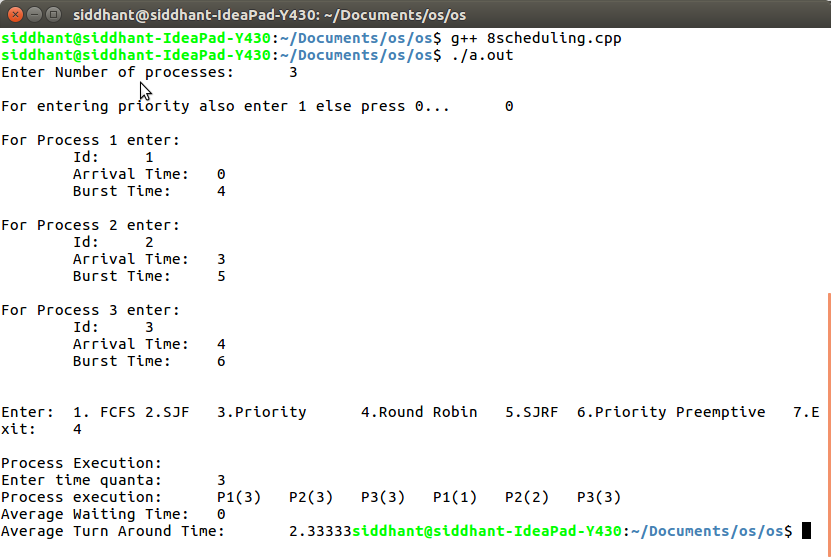 siddhant@siddhant-IdeaPad-Y430: ~/Documents/os/os
siddhant@siddhant-IdeaPad-Y430:~/Documents/os/os$ g++ 8scheduling.cpp
siddhant@siddhant-IdeaPad-Y430:~/Documents/os/os$ ./a.out
Enter Number of processes: 3
For entering priority also enter 1 else press 0... 0
For Process 1 enter:
Id: 1
Arrival Time: 0
Burst Time: 4
For Process 2 enter:
Id: 2
Arrival Time: 3
Burst Time: 5
For Process 3 enter:
Id: 3
Arrival Time: 4
Burst Time: 6
Enter: 1. FCFS 2.SJF 3.Priority 4.Round Robin 5.SJRF 6.Priority Preemptive 7.E
xit: 4
Process Execution:
Enter time quanta: 3
Process execution: P1(3) P2(3) P3(3) P1(1) P2(2) P3(3)
Average Waiting Time: 0
Average Turn Around Time: 2.33333siddhant@siddhant-IdeaPad-Y430:~/Documents/os/os$